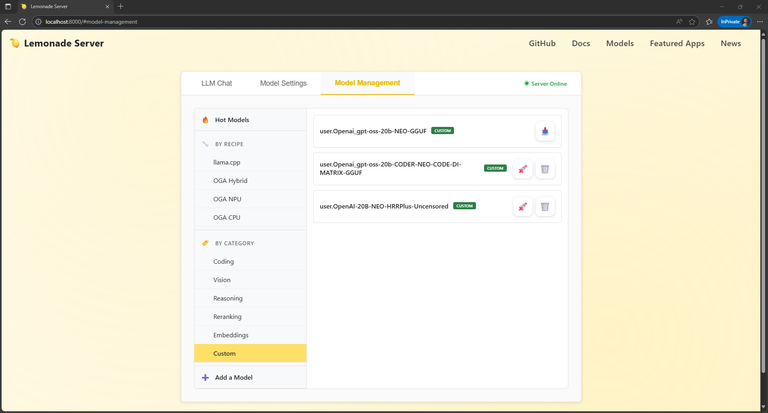 Lemonade Server
localhost:8000/#model-management
InPrivate
Lemonade Server
GitHub
Docs
Models
Featured Apps
News
LLM Chat
Model Settings
Model Management
Server Online
Hot Models
BY RECIPE
llama.cpp
OGA Hybrid
OGA NPU
OGA CPU
BY CATEGORY
Coding
Vision
Reasoning
Reranking
Embeddings
Custom
Add a Model
user.Openai_gpt-oss-20b-NEO-GGUF
CUSTOM
user.Openai_gpt-oss-20b-CODER-NEO-CODE-DI-
MATRIX-GGUF
CUSTOM
user.OpenAI-20B-NEO-HRRPlus-Uncensored
CUSTOM